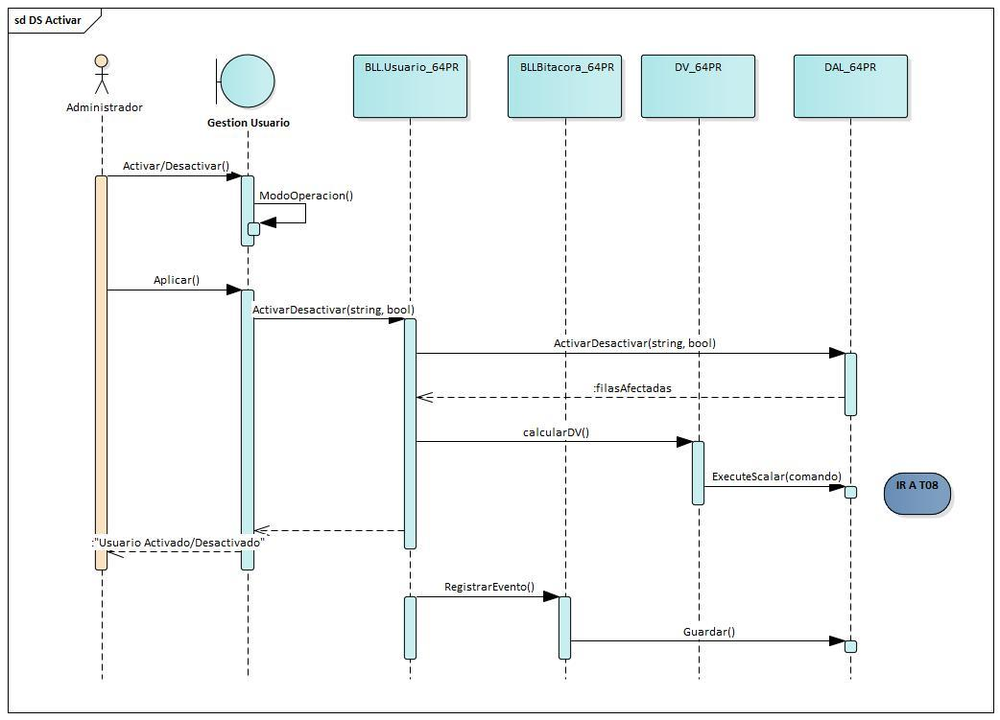 sd DS Activar
BLL.Usuario_64PR
BLLBitacora_64PR
DV_64PR
DAL_64PR
Administrador
Gestion Usuario
Activar/Desactivar()
ModoOperacion()
Aplicar()
ActivarDesactivar(string, bool)
ActivarDesactivar(string, bool)
:filasAfectadas
calcularDV()
ExecuteScalar(comando)
IR A T08
:"Usuario Activado/Desactivado"
RegistrarEvento()
Guardar()